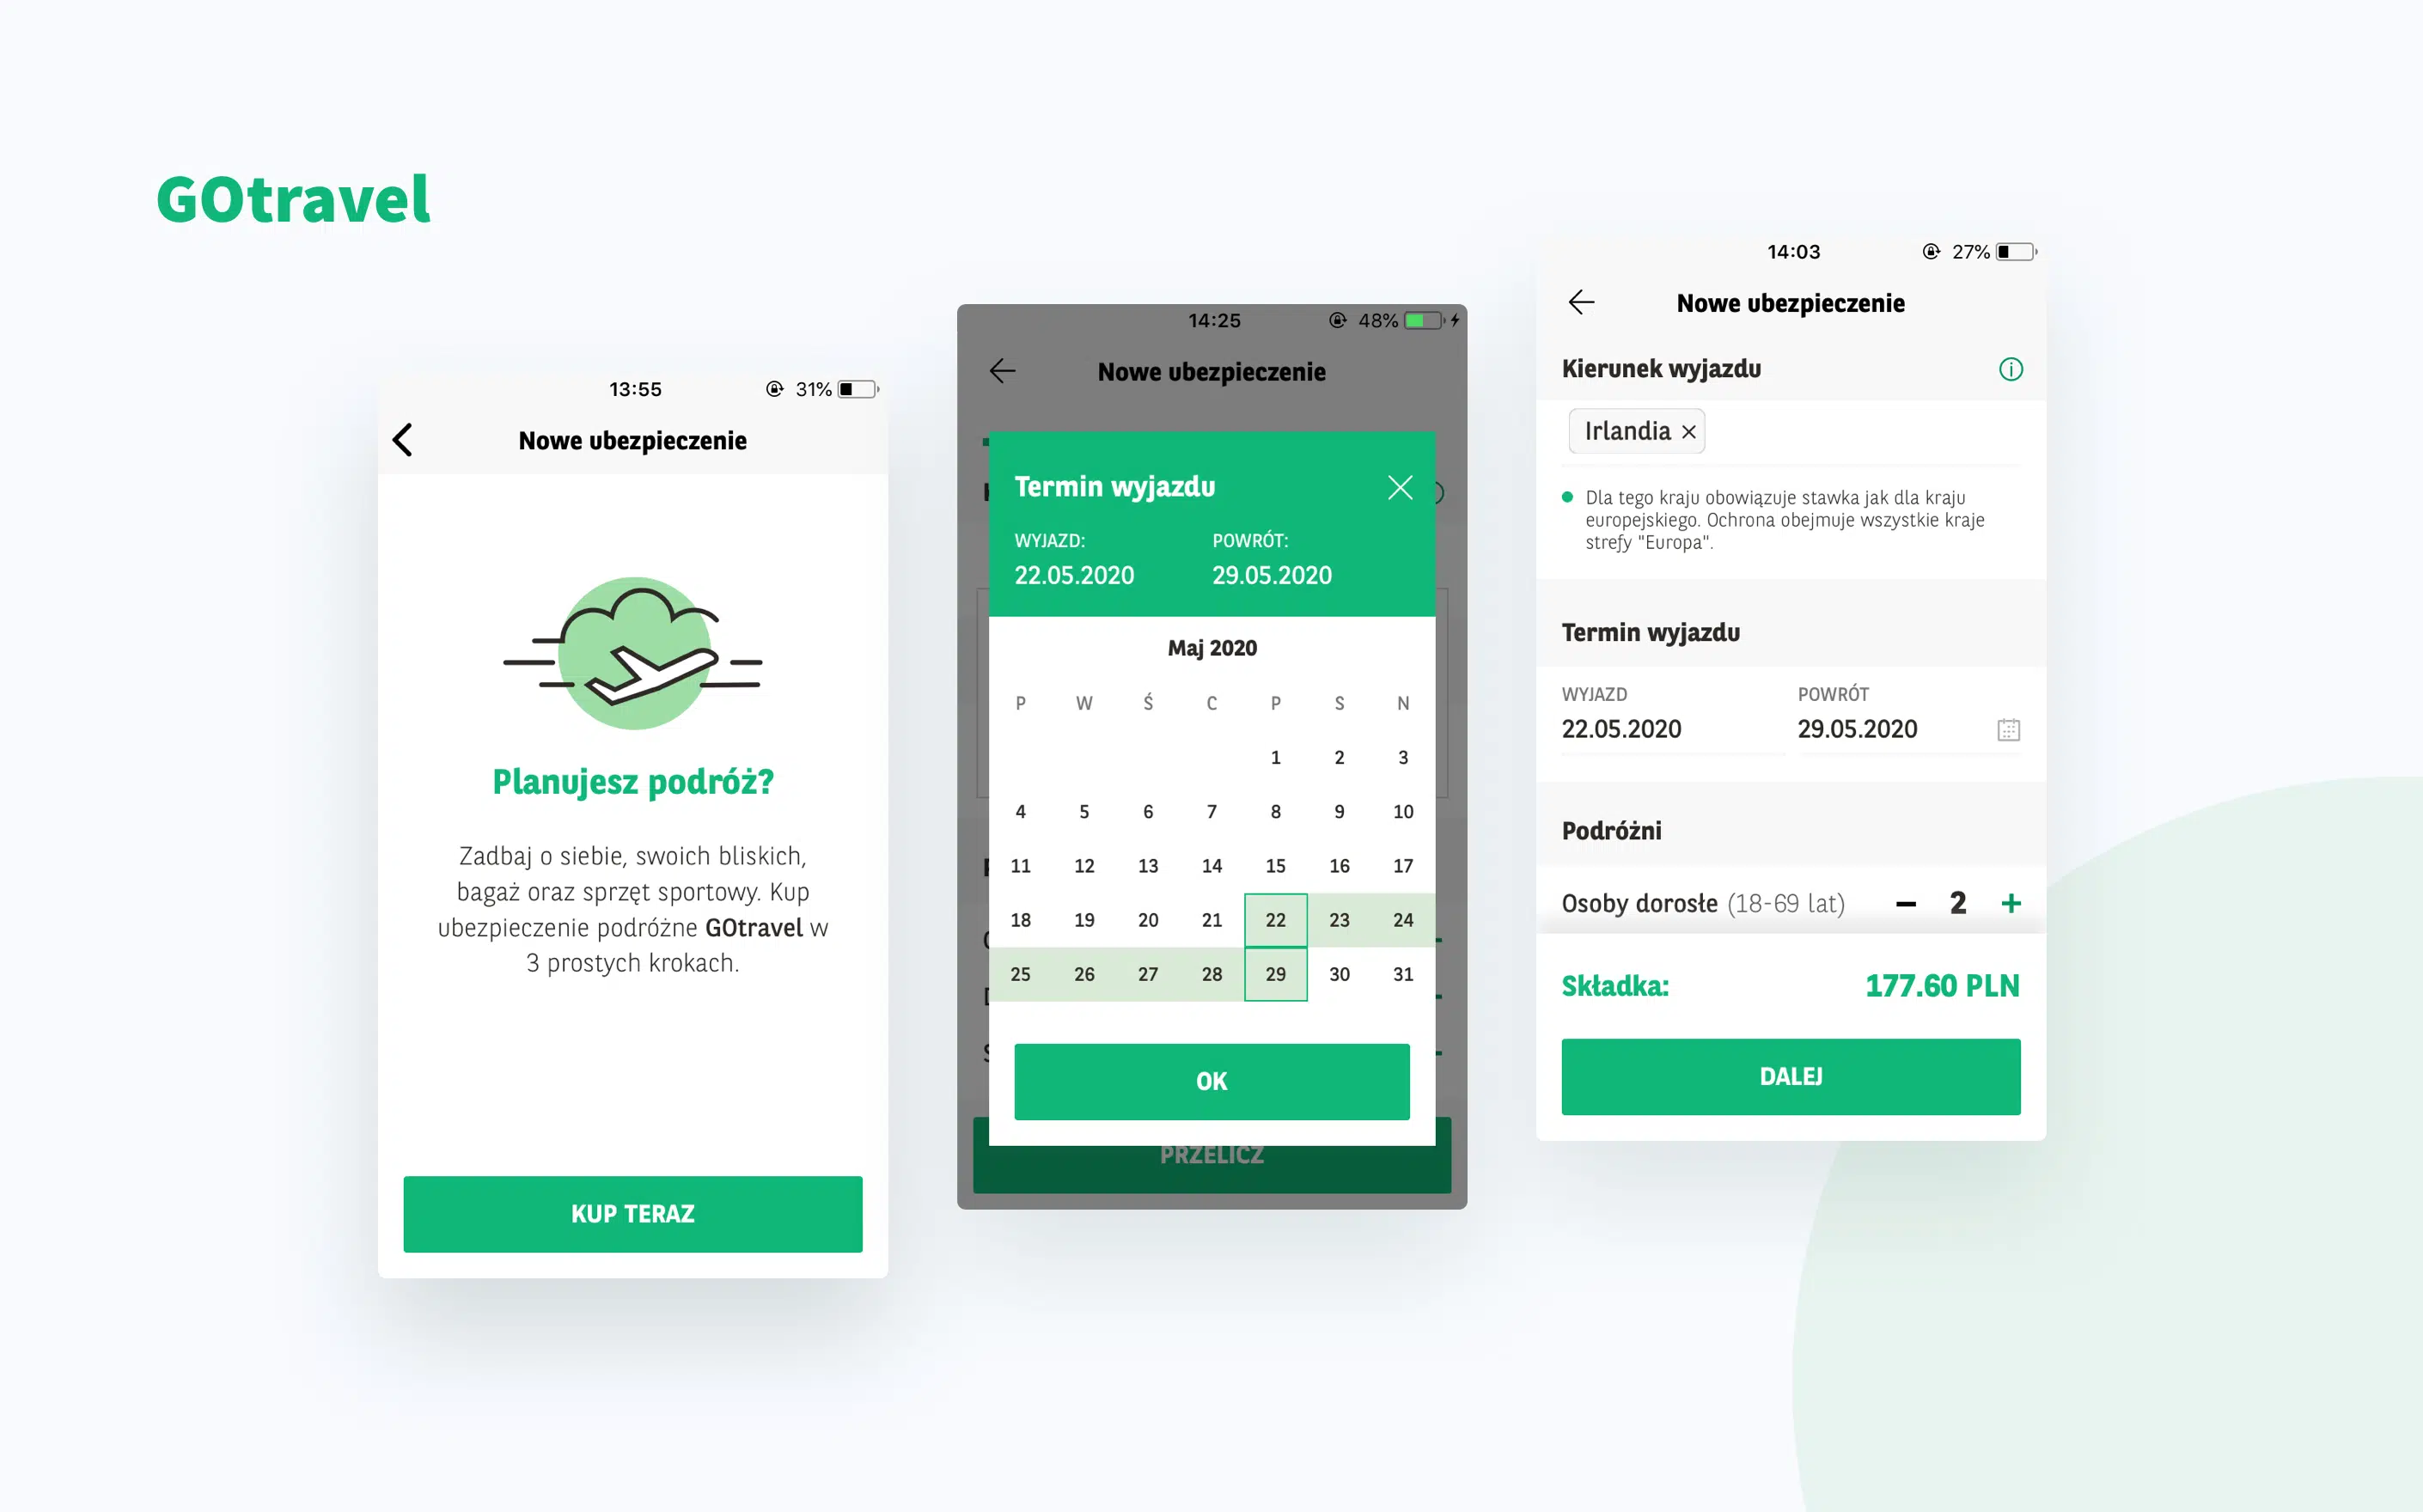 GOtravel
13:55
31%
Nowe ubezpieczenie
Planujesz podróż?
Zadbaj o siebie, swoich bliskich,
bagaż oraz sprzęt sportowy. Kup
ubezpieczenie podróżne GOtravel w
3 prostych krokach.
KUP TERAZ
14:25
48%
Nowe ubezpieczenie
Termin wyjazdu
WYJAZD: POWRÓT:
22.05.2020 29.05.2020
Maj 2020
P W Ś C P S N
1 2 3
4 5 6 7 8 9 10
11 12 13 14 15 16 17
18 19 20 21 22 23 24
25 26 27 28 29 30 31
OK
PRZELICZ
14:03
27%
Nowe ubezpieczenie
Kierunek wyjazdu
Irlandia
Dla tego kraju obowiązuje stawka jak dla kraju
europejskiego. Ochrona obejmuje wszystkie kraje
strefy "Europa".
Termin wyjazdu
WYJAZD POWRÓT
22.05.2020 29.05.2020
Podróżni
Osoby dorosłe (18-69 lat) − 2 +
Składka: 177.60 PLN
DALEJ